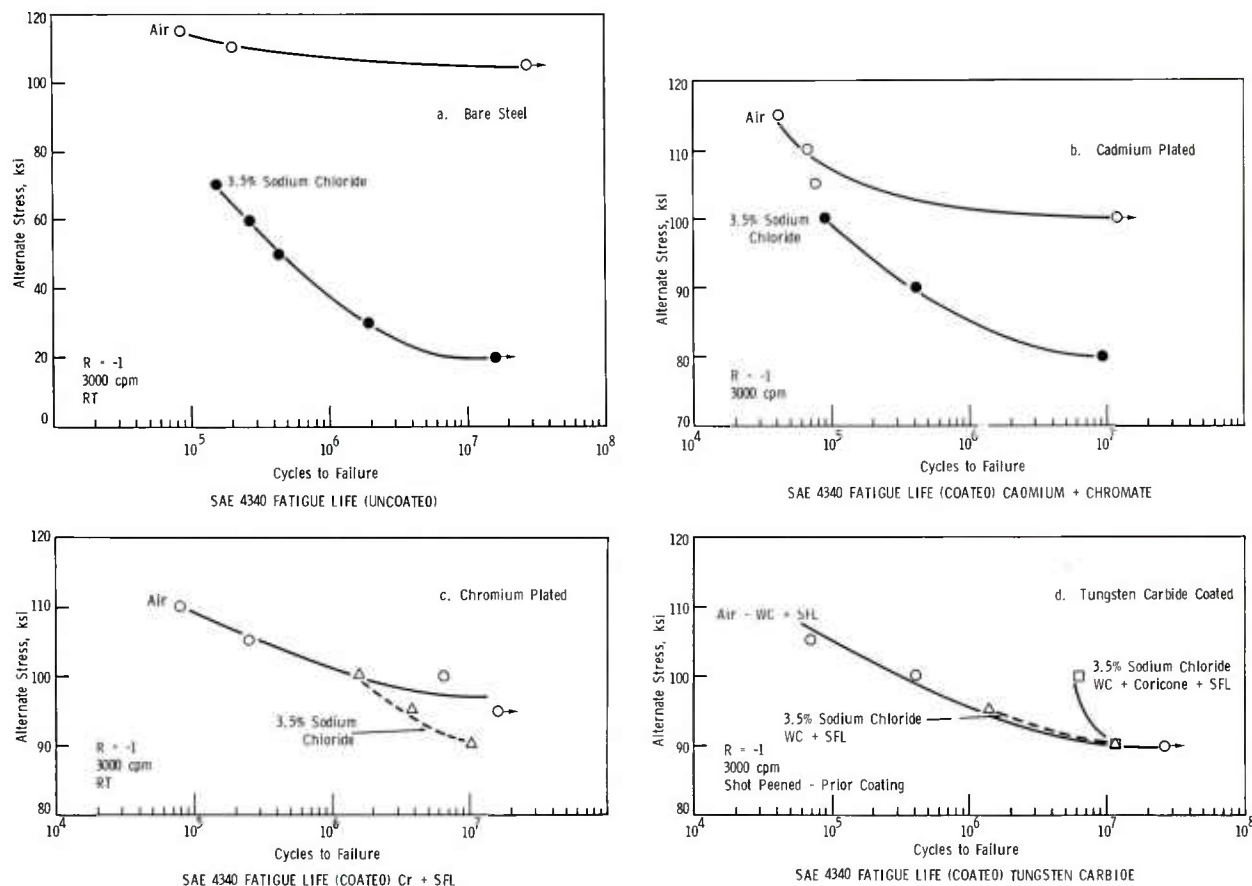 120
100
80
60
40
20
0
Alternate Stress, ksi
Air
a. Bare Steel
3.5% Sodium Chloride
R = -1
3000 cpm
RT
10^5
10^6
10^7
10^8
Cycles to Failure
SAE 4340 FATIGUE LIFE (UNCOATEO)
120
110
100
90
80
70
Alternate Stress, ksi
Air
b. Cadmium Plated
3.5% Sodium
Chloride
R = -1
3000 cpm
10^4
10^5
10^6
10^7
Cycles to Failure
SAE 4340 FATIGUE LIFE (COATEO) CAOMIUM + CHROMATE
120
110
100
90
80
Alternate Stress, ksi
Air
c. Chromium Plated
3.5% Sodium
Chloride
R = -1
3000 cpm
RT
10^4
10^5
10^6
10^7
Cycles to Failure
SAE 4340 FATIGUE LIFE (COATEO) Cr + SFL
120
110
100
90
80
Alternate Stress, ksi
Air - WC + SFL
d. Tungsten Carbide Coated
3.5% Sodium Chloride
WC + Coricone + SFL
3.5% Sodium Chloride
WC + SFL
R = -1
3000 cpm
Shot Peened - Prior Coating
10^4
10^5
10^6
10^7
10^8
Cycles to Failure
SAE 4340 FATIGUE LIFE (COATEO) TUNGSTEN CARBIOE